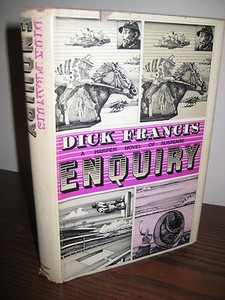 DICK FRANCIS
ENQUIRY
DICK FRANCIS
A HARPER NOVEL OF SUSPENSE
ENQUIRY